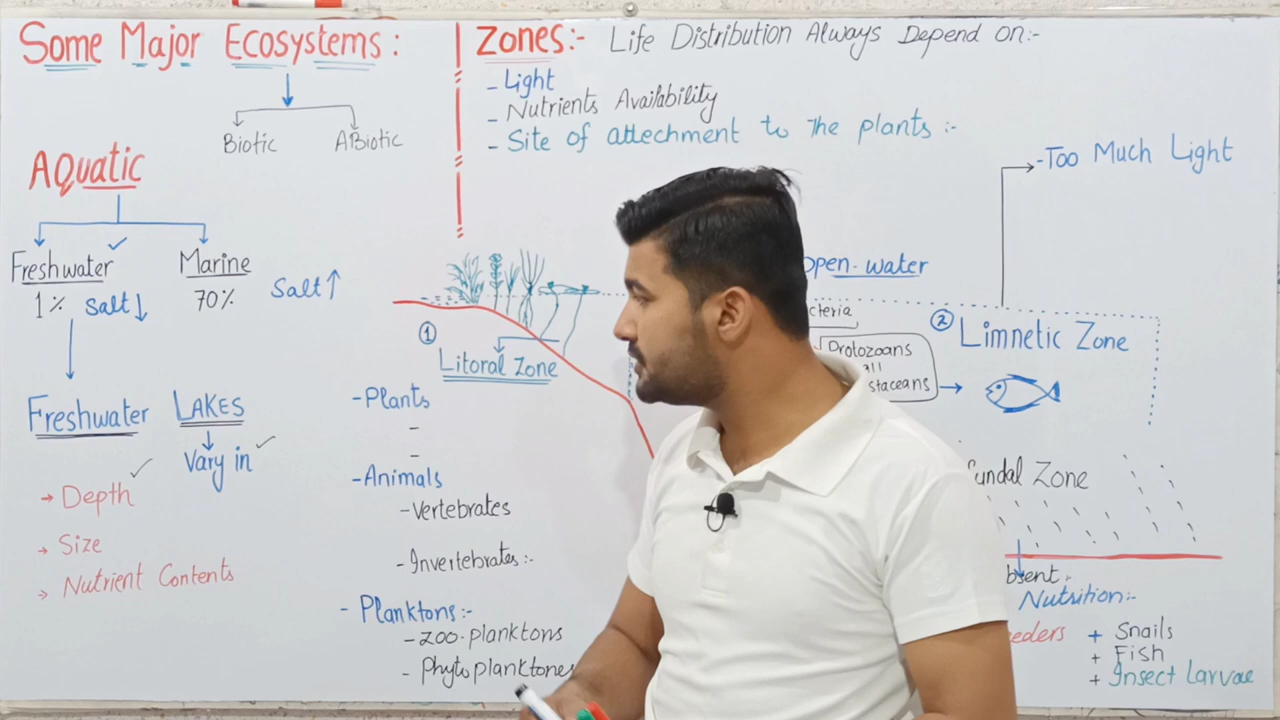 Some Major Ecosystems :
Biotic
ABiotic
AQuatic
Freshwater
1% Salt↓
Marine
70%
Salt↑
Freshwater LAKES
Vary in
→ Depth
→ Size
→ Nutrient Contents
Zones:- Life Distribution Always Depend on:-
- Light
- Nutrients Availability
- Site of attechment to The plants :-
→ -Too Much Light
open-water
①
Litoral Zone
-Plants
-
-
-Animals
-Vertebrates
-Invertebrates:-
- Planktons:-
-zoo-planktons
- Phytoplanktones
② Limnetic Zone
Protozoans
Zone
Nutrition:-
+ Snails
+ Fish
+ Insect Larvae